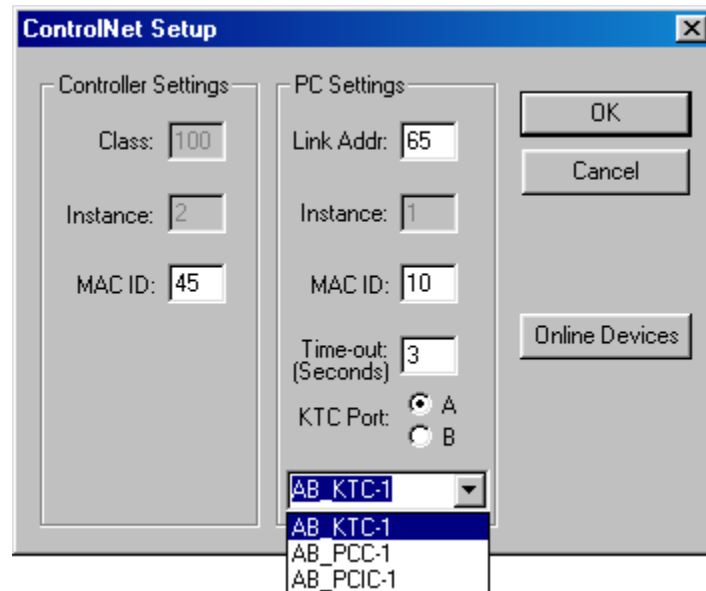 ControlNet Setup
Controller Settings
Class: 100
Instance: 2
MAC ID: 45
PC Settings
Link Addr: 65
Instance: 1
MAC ID: 10
Time-out: 3
(Seconds)
KTC Port: A
B
AB_KTC-1
AB_KTC-1
AB_PCC-1
AB_PCIC-1
OK
Cancel
Online Devices